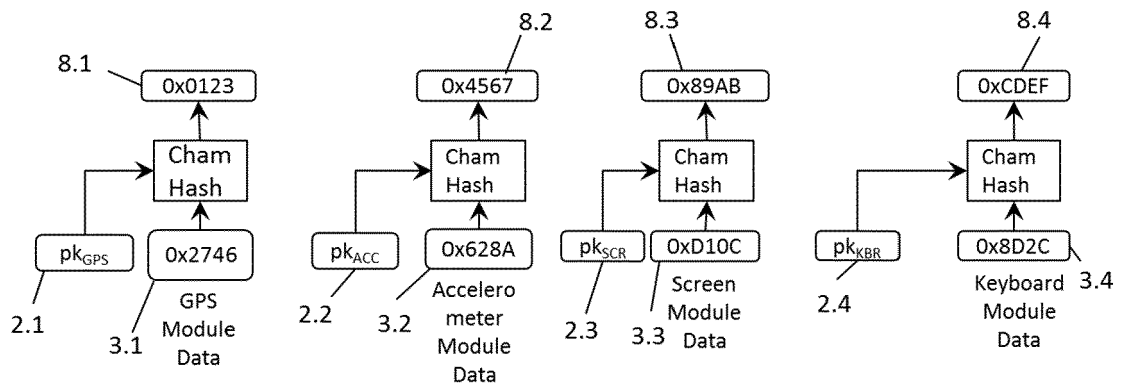 8.1
8.2
8.3
8.4
0x0123
0x4567
0x89AB
0xCDEF
Cham
Hash
Cham
Hash
Cham
Hash
Cham
Hash
pkGPS
0x2746
pkACC
0x628A
pkSCR
0xD10C
pkKBR
0x8D2C
2.1
3.1
GPS
Module
Data
2.2
3.2
Accelero
meter
Module
Data
2.3
3.3
Screen
Module
Data
2.4
Keyboard
Module
Data
3.4